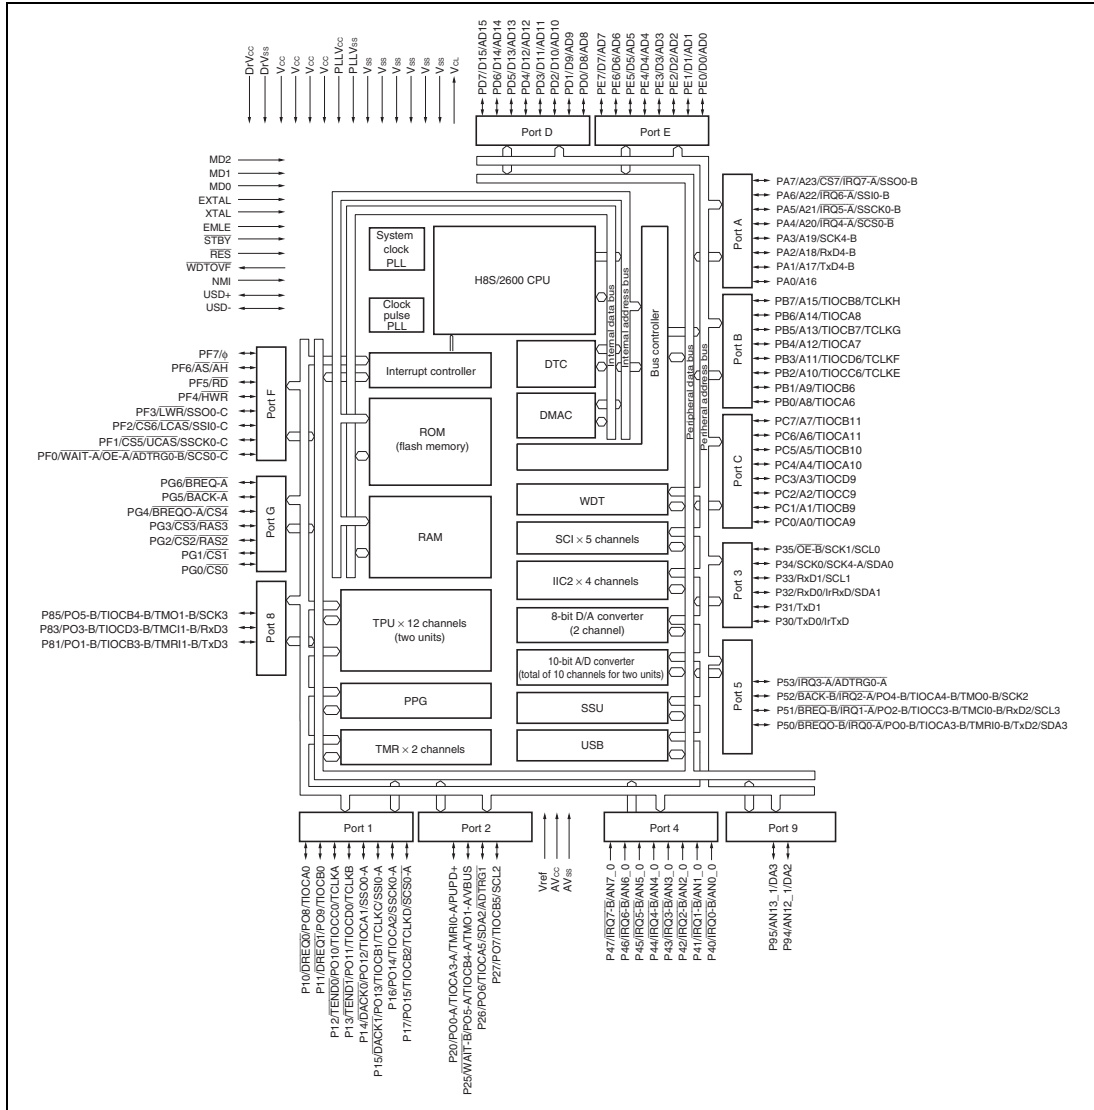 DrVCC
DrVSS
VCC
VCC
VCC
VCC
PLLVCC
PLLVSS
VSS
VSS
VSS
VSS
VSS
VSS
VCL
PD7/D15/AD15
PD6/D14/AD14
PD5/D13/AD13
PD4/D12/AD12
PD3/D11/AD11
PD2/D10/AD10
PD1/D9/AD9
PD0/D8/AD8
PE7/D7/AD7
PE6/D6/AD6
PE5/D5/AD5
PE4/D4/AD4
PE3/D3/AD3
PE2/D2/AD2
PE1/D1/AD1
PE0/D0/AD0
Port D
Port E
MD2
MD1
MD0
EXTAL
XTAL
EMLE
STBY
RES
WDTOVF
NMI
USD+
USD-
System
clock
PLL
Clock
pulse
PLL
H8S/2600 CPU
Internal data bus
Internal address bus
Bus controller
Peripheral data bus
Periheral address bus
Interrupt controller
DTC
DMAC
ROM
(flash memory)
RAM
WDT
SCI × 5 channels
IIC2 × 4 channels
8-bit D/A converter
(2 channel)
10-bit A/D converter
(total of 10 channels for two units)
SSU
USB
TPU × 12 channels
(two units)
PPG
TMR × 2 channels
Port A
PA7/A23/CS7/IRQ7-A/SSO0-B
PA6/A22/IRQ6-A/SSI0-B
PA5/A21/IRQ5-A/SSCK0-B
PA4/A20/IRQ4-A/SCS0-B
PA3/A19/SCK4-B
PA2/A18/RxD4-B
PA1/A17/TxD4-B
PA0/A16
Port B
PB7/A15/TIOCB8/TCLKH
PB6/A14/TIOCA8
PB5/A13/TIOCB7/TCLKG
PB4/A12/TIOCA7
PB3/A11/TIOCD6/TCLKF
PB2/A10/TIOCC6/TCLKE
PB1/A9/TIOCB6
PB0/A8/TIOCA6
Port C
PC7/A7/TIOCB11
PC6/A6/TIOCA11
PC5/A5/TIOCB10
PC4/A4/TIOCA10
PC3/A3/TIOCD9
PC2/A2/TIOCC9
PC1/A1/TIOCB9
PC0/A0/TIOCA9
Port 3
P35/OE-B/SCK1/SCL0
P34/SCK0/SCK4-A/SDA0
P33/RxD1/SCL1
P32/RxD0/IrRxD/SDA1
P31/TxD1
P30/TxD0/IrTxD
Port 5
P53/IRQ3-A/ADTRG0-A
P52/BACK-B/IRQ2-A/PO4-B/TIOCA4-B/TMO0-B/SCK2
P51/BREQ-B/IRQ1-A/PO2-B/TIOCC3-B/TMCI0-B/RxD2/SCL3
P50/BREQO-B/IRQ0-A/PO0-B/TIOCA3-B/TMRI0-B/TxD2/SDA3
PF7/ϕ
PF6/AS/AH
PF5/RD
PF4/HWR
PF3/LWR/SSO0-C
PF2/CS6/LCAS/SSI0-C
PF1/CS5/UCAS/SSCK0-C
PF0/WAIT-A/OE-A/ADTRG0-B/SCS0-C
Port F
PG6/BREQ-A
PG5/BACK-A
PG4/BREQO-A/CS4
PG3/CS3/RAS3
PG2/CS2/RAS2
PG1/CS1
PG0/CS0
Port G
P85/PO5-B/TIOCB4-B/TMO1-B/SCK3
P83/PO3-B/TIOCD3-B/TMCI1-B/RxD3
P81/PO1-B/TIOCB3-B/TMRI1-B/TxD3
Port 8
Port 1
Port 2
Port 4
Port 9
P10/DREQ0/PO8/TIOCA0
P11/DREQ1/PO9/TIOCB0
P12/TEND0/PO10/TIOCC0/TCLKA
P13/TEND1/PO11/TIOCD0/TCLKB
P14/DACK0/PO12/TIOCA1/SSO0-A
P15/DACK1/PO13/TIOCB1/TCLKC/SSI0-A
P16/PO14/TIOCA2/SSCK0-A
P17/PO15/TIOCB2/TCLKD/SCS0-A
P20/PO0-A/TIOCA3-A/TMRI0-A/PUPD+
P25/WAIT-B/PO5-A/TIOCB4-A/TMO1-A/VBUS
P26/PO6/TIOCA5/SDA2/ADTRG1
P27/PO7/TIOCB5/SCL2
Vref
AVCC
AVSS
P47/IRQ7-B/AN7_0
P46/IRQ6-B/AN6_0
P45/IRQ5-B/AN5_0
P44/IRQ4-B/AN4_0
P43/IRQ3-B/AN3_0
P42/IRQ2-B/AN2_0
P41/IRQ1-B/AN1_0
P40/IRQ0-B/AN0_0
P95/AN13_1/DA3
P94/AN12_1/DA2